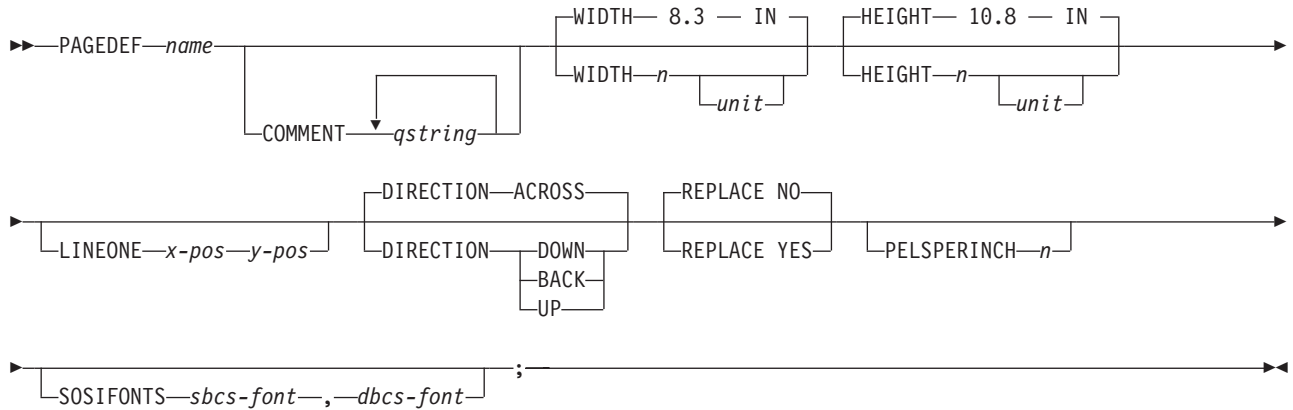 WIDTH 8.3 IN HEIGHT 10.8 IN
PAGEDEF name
WIDTH n HEIGHT n
unit unit
COMMENT qstring
DIRECTION ACROSS REPLACE NO
LINEONE x-pos y-pos DIRECTION DOWN REPLACE YES PELSPERINCH n
BACK
UP
;
SOSIFONTS sbcs-font , dbcs-font